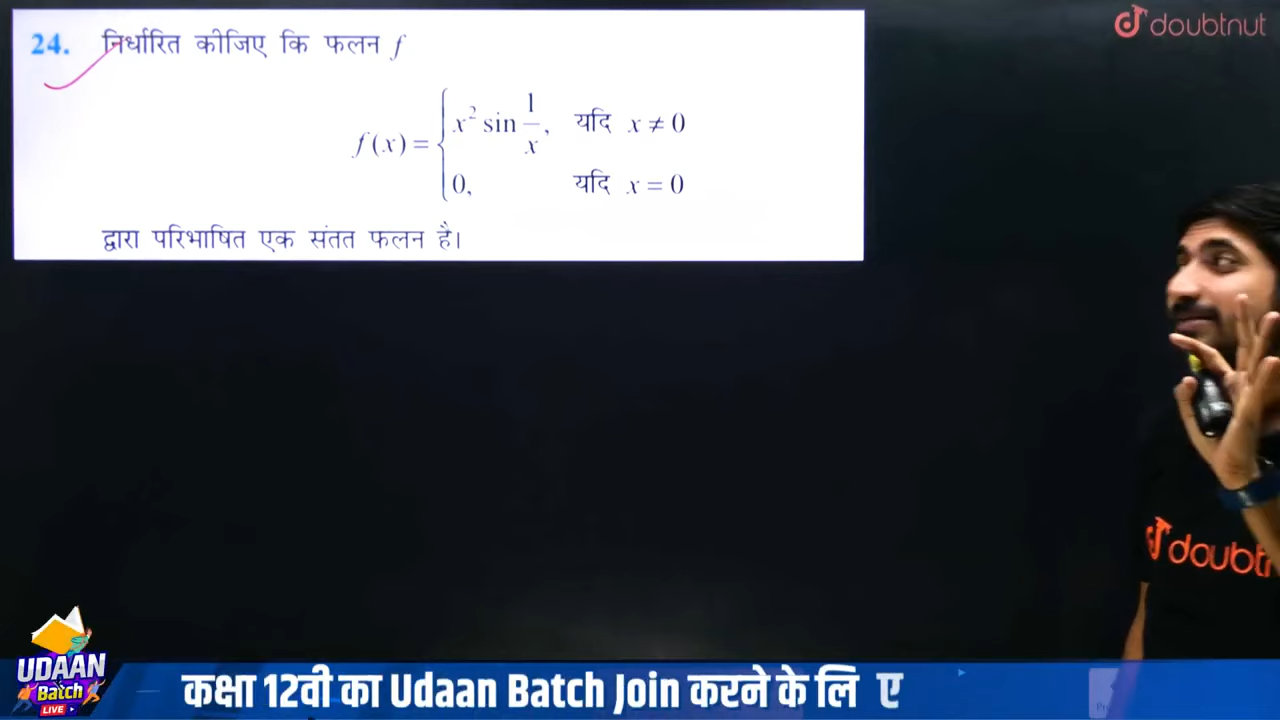 doubtnut
24. निर्धारित कीजिए कि फलन f
f(x) = { x² sin 1/x, यदि x ≠ 0
0, यदि x = 0
द्वारा परिभाषित एक संतत फलन है।
doubt
UDAAN
Batch
LIVE
कक्षा 12वी का Udaan Batch Join करने के लि ए